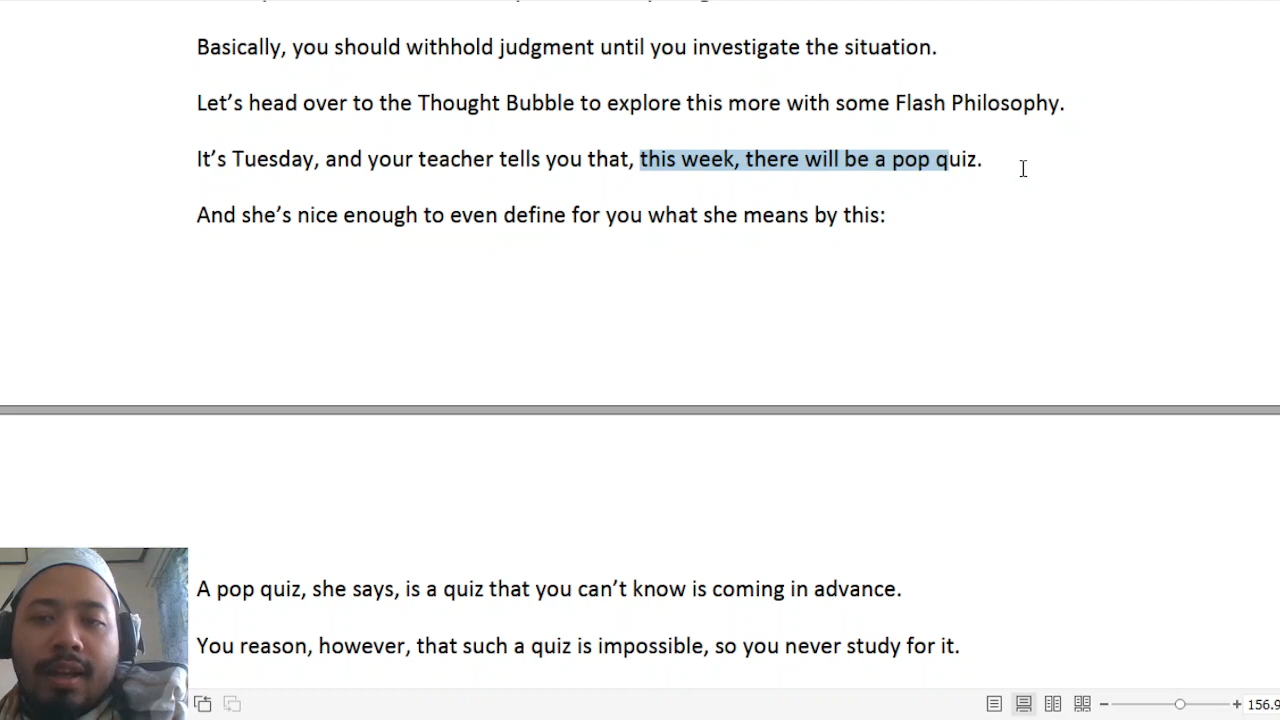 Basically, you should withhold judgment until you investigate the situation.
Let’s head over to the Thought Bubble to explore this more with some Flash Philosophy.
It’s Tuesday, and your teacher tells you that, this week, there will be a pop quiz.
And she’s nice enough to even define for you what she means by this:
A pop quiz, she says, is a quiz that you can’t know is coming in advance.
You reason, however, that such a quiz is impossible, so you never study for it.
156.9